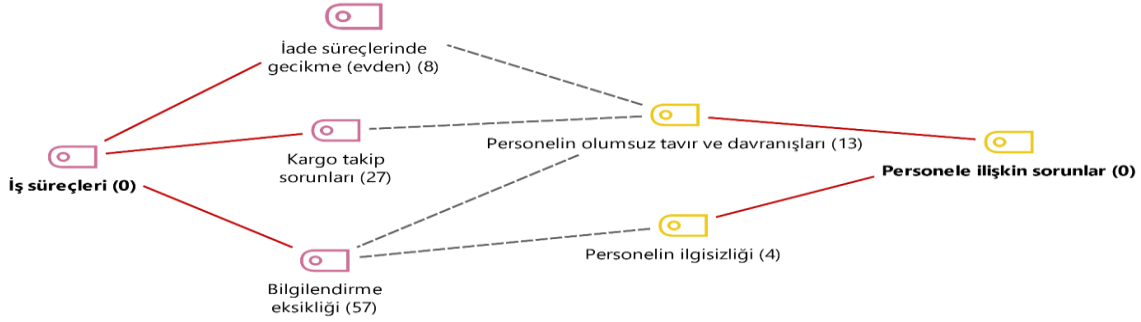 İade süreçlerinde
gecikme (evden) (8)
Kargo takip
sorunları (27)
Personelin olumsuz tavır ve davranışları (13)
İş süreçleri (0)
Personele ilişkin sorunlar (0)
Personelin ilgisizliği (4)
Bilgilendirme
eksikliği (57)